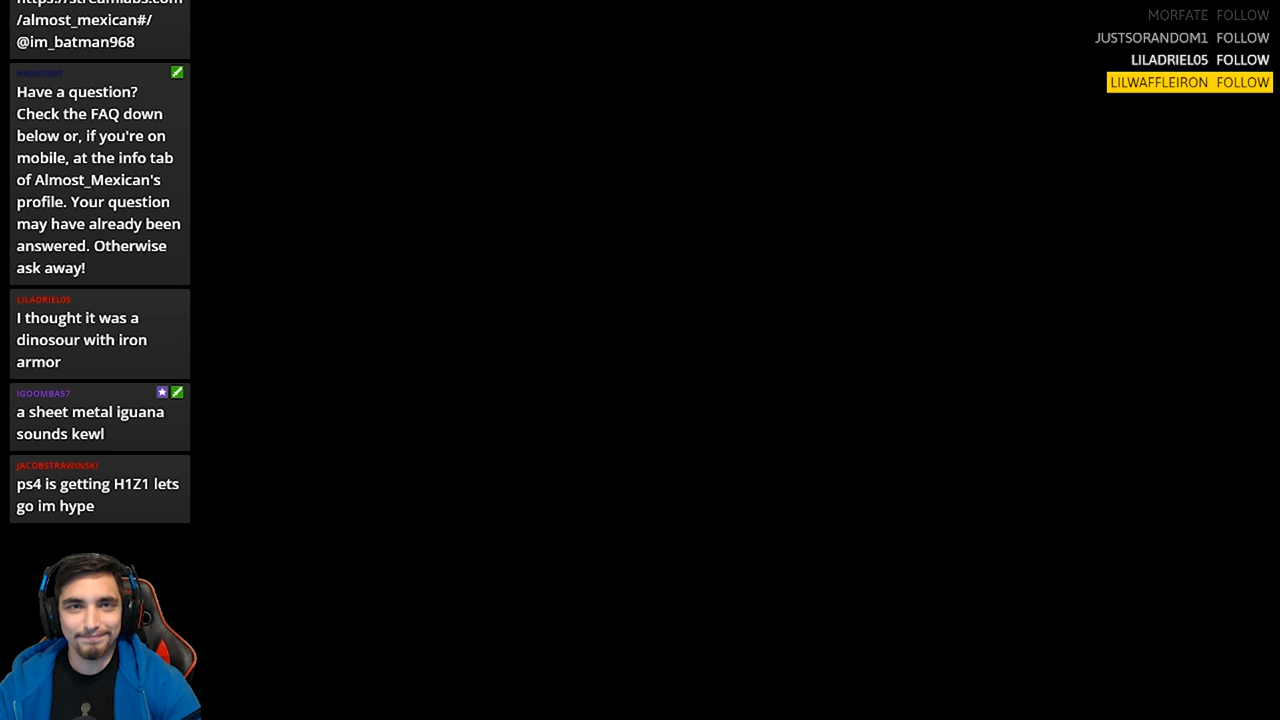 https://streamlabs.com
/almost_mexican#/
@im_batman968
NIGHTBOT
Have a question?
Check the FAQ down
below or, if you're on
mobile, at the info tab
of Almost_Mexican's
profile. Your question
may have already been
answered. Otherwise
ask away!
LILADRIEL05
I thought it was a
dinosour with iron
armor
IGOOMBA57
a sheet metal iguana
sounds kewl
JACOBSTRAWINSKI
ps4 is getting H1Z1 lets
go im hype
MORFATE FOLLOW
JUSTSORANDOM1 FOLLOW
LILADRIEL05 FOLLOW
LILWAFFLEIRON FOLLOW